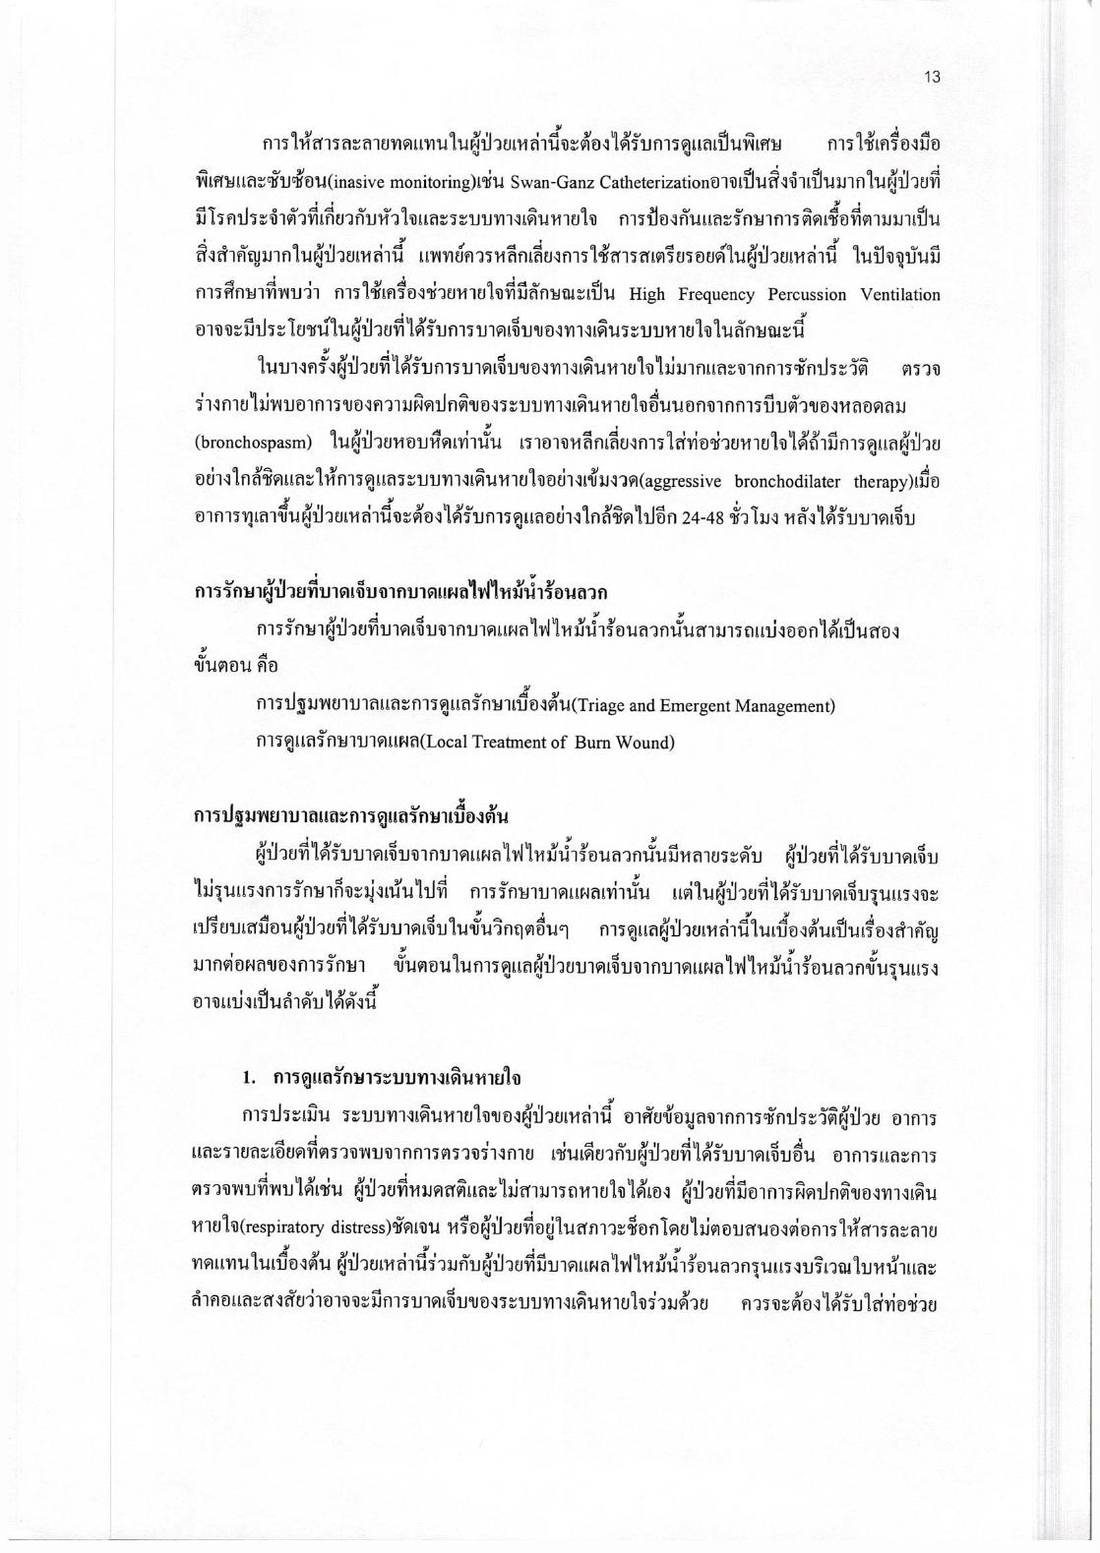 13
การให้สารละลายทดแทนในผู้ป่วยเหล่านี้จะต้องได้รับการดูแลเป็นพิเศษ การใช้เครื่องมือ
พิเศษและซับซ้อน(inasive monitoring)เช่น Swan-Ganz Catheterizationอาจเป็นสิ่งจำเป็นมากในผู้ป่วยที่
มีโรคประจำตัวที่เกี่ยวกับหัวใจและระบบทางเดินหายใจ การป้องกันและรักษาการติดเชื้อที่ตามมาเป็น
สิ่งสำคัญมากในผู้ป่วยเหล่านี้ แพทย์ควรหลีกเลี่ยงการใช้สารสเตรียรอยด์ในผู้ป่วยเหล่านี้ ในปัจจุบันมี
การศึกษาที่พบว่า การใช้เครื่องช่วยหายใจที่มีลักษณะเป็น High Frequency Percussion Ventilation
อาจจะมีประโยชน์ในผู้ป่วยที่ได้รับการบาดเจ็บของทางเดินระบบหายใจในลักษณะนี้
ในบางครั้งผู้ป่วยที่ได้รับการบาดเจ็บของทางเดินหายใจไม่มากและจากการซักประวัติ ตรวจ
ร่างกายไม่พบอาการของความผิดปกติของระบบทางเดินหายใจอื่นนอกจากการบีบตัวของหลอดลม
(bronchospasm) ในผู้ป่วยหอบหืดเท่านั้น เราอาจหลีกเลี่ยงการใส่ท่อช่วยหายใจได้ถ้ามีการดูแลผู้ป่วย
อย่างใกล้ชิดและให้การดูแลระบบทางเดินหายใจอย่างเข้มงวด(aggressive bronchodilater therapy)เมื่อ
อาการทุเลาขึ้นผู้ป่วยเหล่านี้จะต้องได้รับการดูแลอย่างใกล้ชิดไปอีก 24-48 ชั่วโมง หลังได้รับบาดเจ็บ
การรักษาผู้ป่วยที่บาดเจ็บจากบาดแผลไฟไหม้น้ำร้อนลวก
การรักษาผู้ป่วยที่บาดเจ็บจากบาดแผลไฟไหม้น้ำร้อนลวกนั้นสามารถแบ่งออกได้เป็นสอง
ขั้นตอน คือ
การปฐมพยาบาลและการดูแลรักษาเบื้องต้น(Triage and Emergent Management)
การดูแลรักษาบาดแผล(Local Treatment of Burn Wound)
การปฐมพยาบาลและการดูแลรักษาเบื้องต้น
ผู้ป่วยที่ได้รับบาดเจ็บจากบาดแผลไฟไหม้น้ำร้อนลวกนั้นมีหลายระดับ ผู้ป่วยที่ได้รับบาดเจ็บ
ไม่รุนแรงการรักษาก็จะมุ่งเน้นไปที่ การรักษาบาดแผลเท่านั้น แต่ในผู้ป่วยที่ได้รับบาดเจ็บรุนแรงจะ
เปรียบเสมือนผู้ป่วยที่ได้รับบาดเจ็บในขั้นวิกฤตอื่นๆ การดูแลผู้ป่วยเหล่านี้ในเบื้องต้นเป็นเรื่องสำคัญ
มากต่อผลของการรักษา ขั้นตอนในการดูแลผู้ป่วยบาดเจ็บจากบาดแผลไฟไหม้น้ำร้อนลวกขั้นรุนแรง
อาจแบ่งเป็นลำดับได้ดังนี้
1. การดูแลรักษาระบบทางเดินหายใจ
การประเมิน ระบบทางเดินหายใจของผู้ป่วยเหล่านี้ อาศัยข้อมูลจากการซักประวัติผู้ป่วย อาการ
และรายละเอียดที่ตรวจพบจากการตรวจร่างกาย เช่นเดียวกับผู้ป่วยที่ได้รับบาดเจ็บอื่น อาการและการ
ตรวจพบที่พบได้เช่น ผู้ป่วยที่หมดสติและไม่สามารถหายใจได้เอง ผู้ป่วยที่มีอาการผิดปกติของทางเดิน
หายใจ(respiratory distress)ชัดเจน หรือผู้ป่วยที่อยู่ในสภาวะช็อกโดยไม่ตอบสนองต่อการให้สารละลาย
ทดแทนในเบื้องต้น ผู้ป่วยเหล่านี้ร่วมกับผู้ป่วยที่มีบาดแผลไฟไหม้น้ำร้อนลวกรุนแรงบริเวณใบหน้าและ
ลำคอและสงสัยว่าอาจจะมีการบาดเจ็บของระบบทางเดินหายใจร่วมด้วย ควรจะต้องได้รับใส่ท่อช่วย